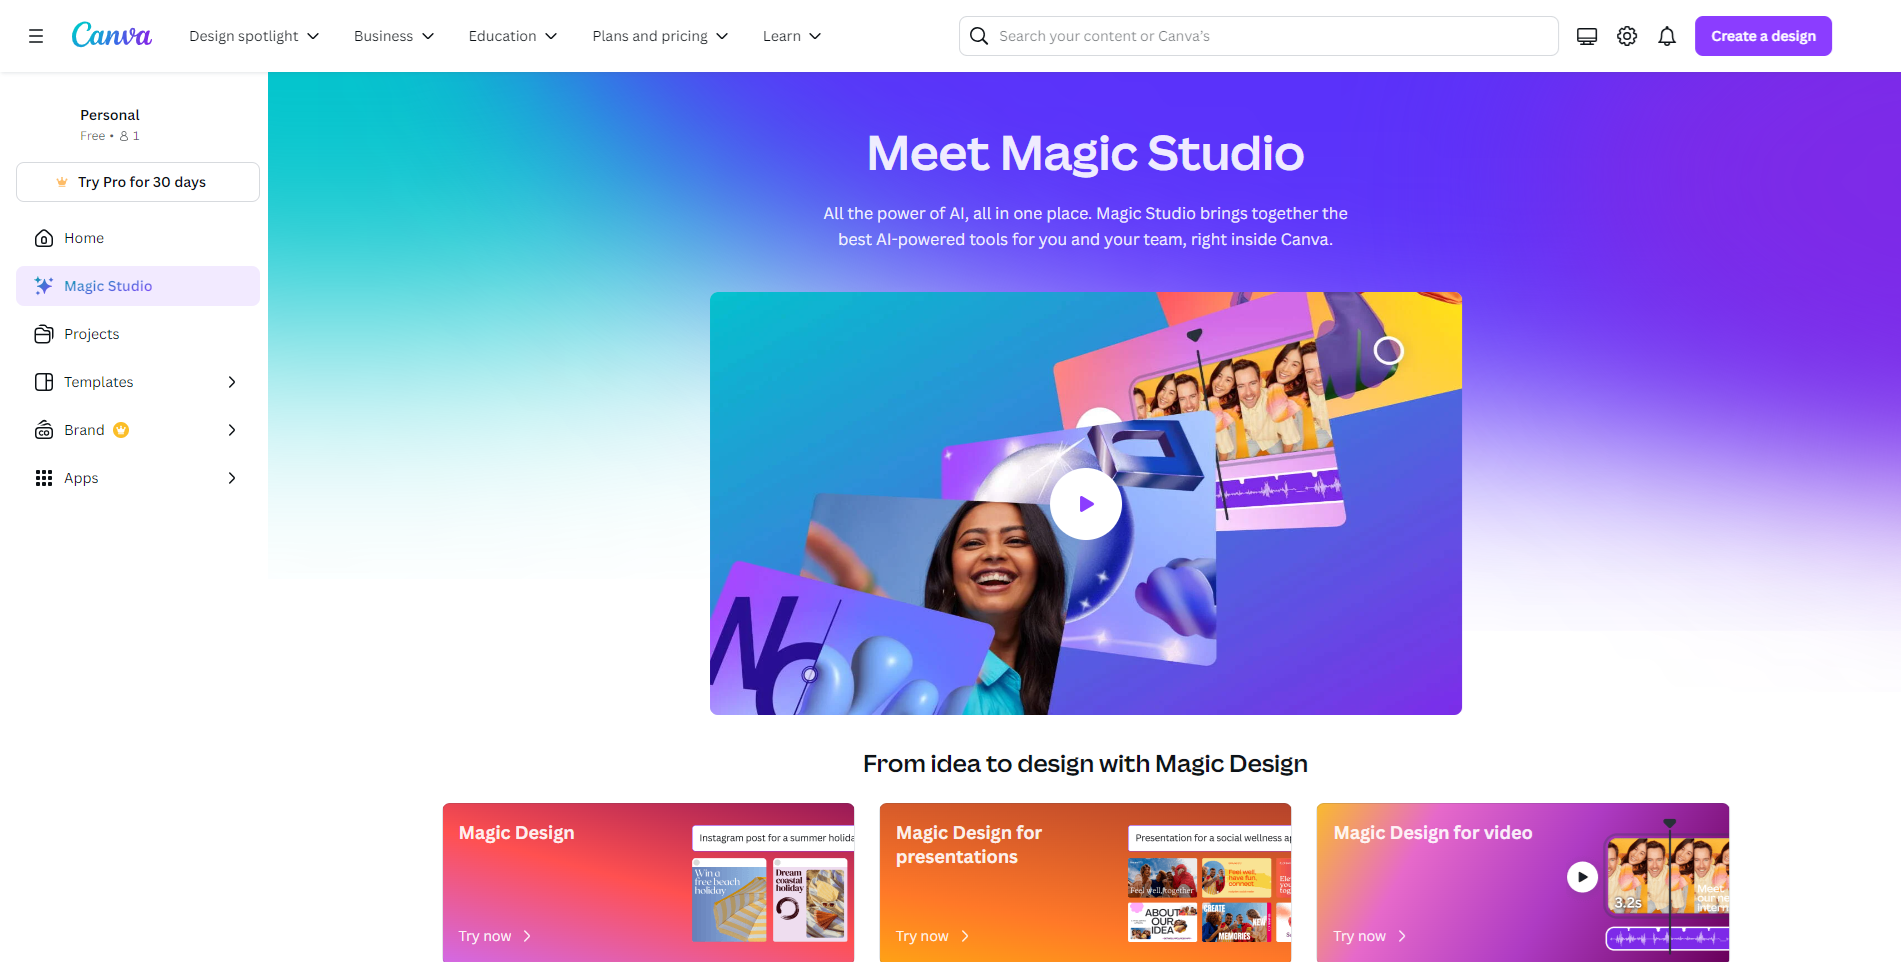 Canva
Design spotlight
Business
Education
Plans and pricing
Learn
Search your content or Canva's
Create a design
Personal
Free • 1
Try Pro for 30 days
Home
Magic Studio
Projects
Templates
Brand
Apps
Meet Magic Studio
All the power of AI, all in one place. Magic Studio brings together the
best AI-powered tools for you and your team, right inside Canva.
From idea to design with Magic Design
Magic Design
Instagram post for a summer holida
Win a
free beach
holiday
Dream
coastal
holiday
Try now
Magic Design for
presentations
Presentation for a social wellness a
Feel well, together
Feel well,
have fun,
connect
ABOUT
OUR
IDEA
CREATE
NEW
MEMORIES
Try now
Magic Design for video
3.2s
Meet
our ne
intern
Try now